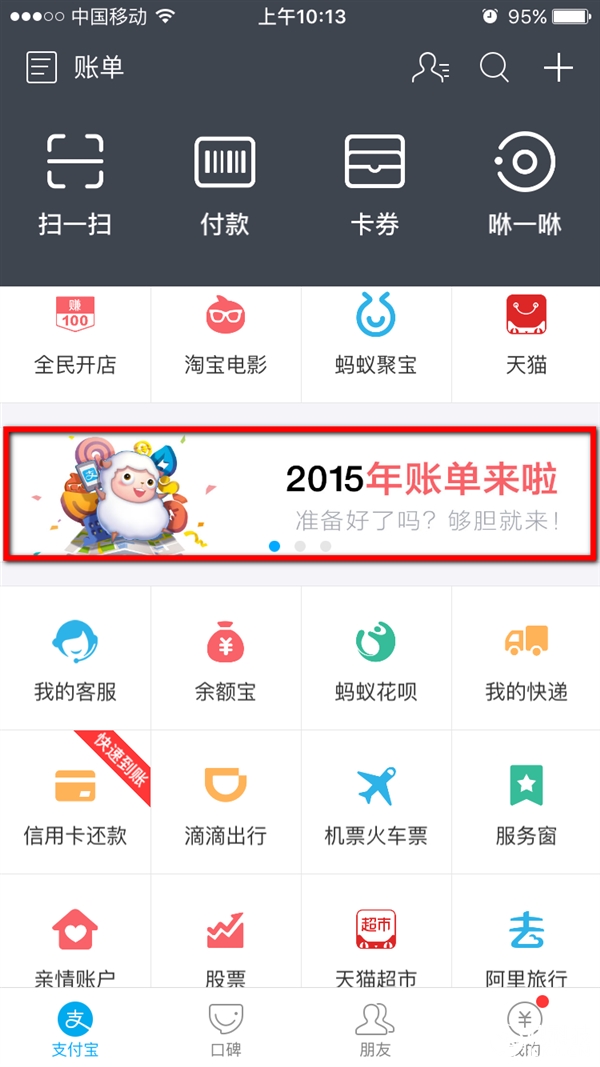 中国移动 上午10:13 95%
账单
扫一扫 付款 卡券 咻一咻
赚
100
全民开店 淘宝电影 蚂蚁聚宝 天猫
支
2015年账单来啦
准备好了吗？够胆就来！
我的客服 余额宝 蚂蚁花呗 我的快递
快速到账
信用卡还款 滴滴出行 机票火车票 服务窗
超市
亲情账户 股票 天猫超市 阿里旅行
支付宝 口碑 朋友 的